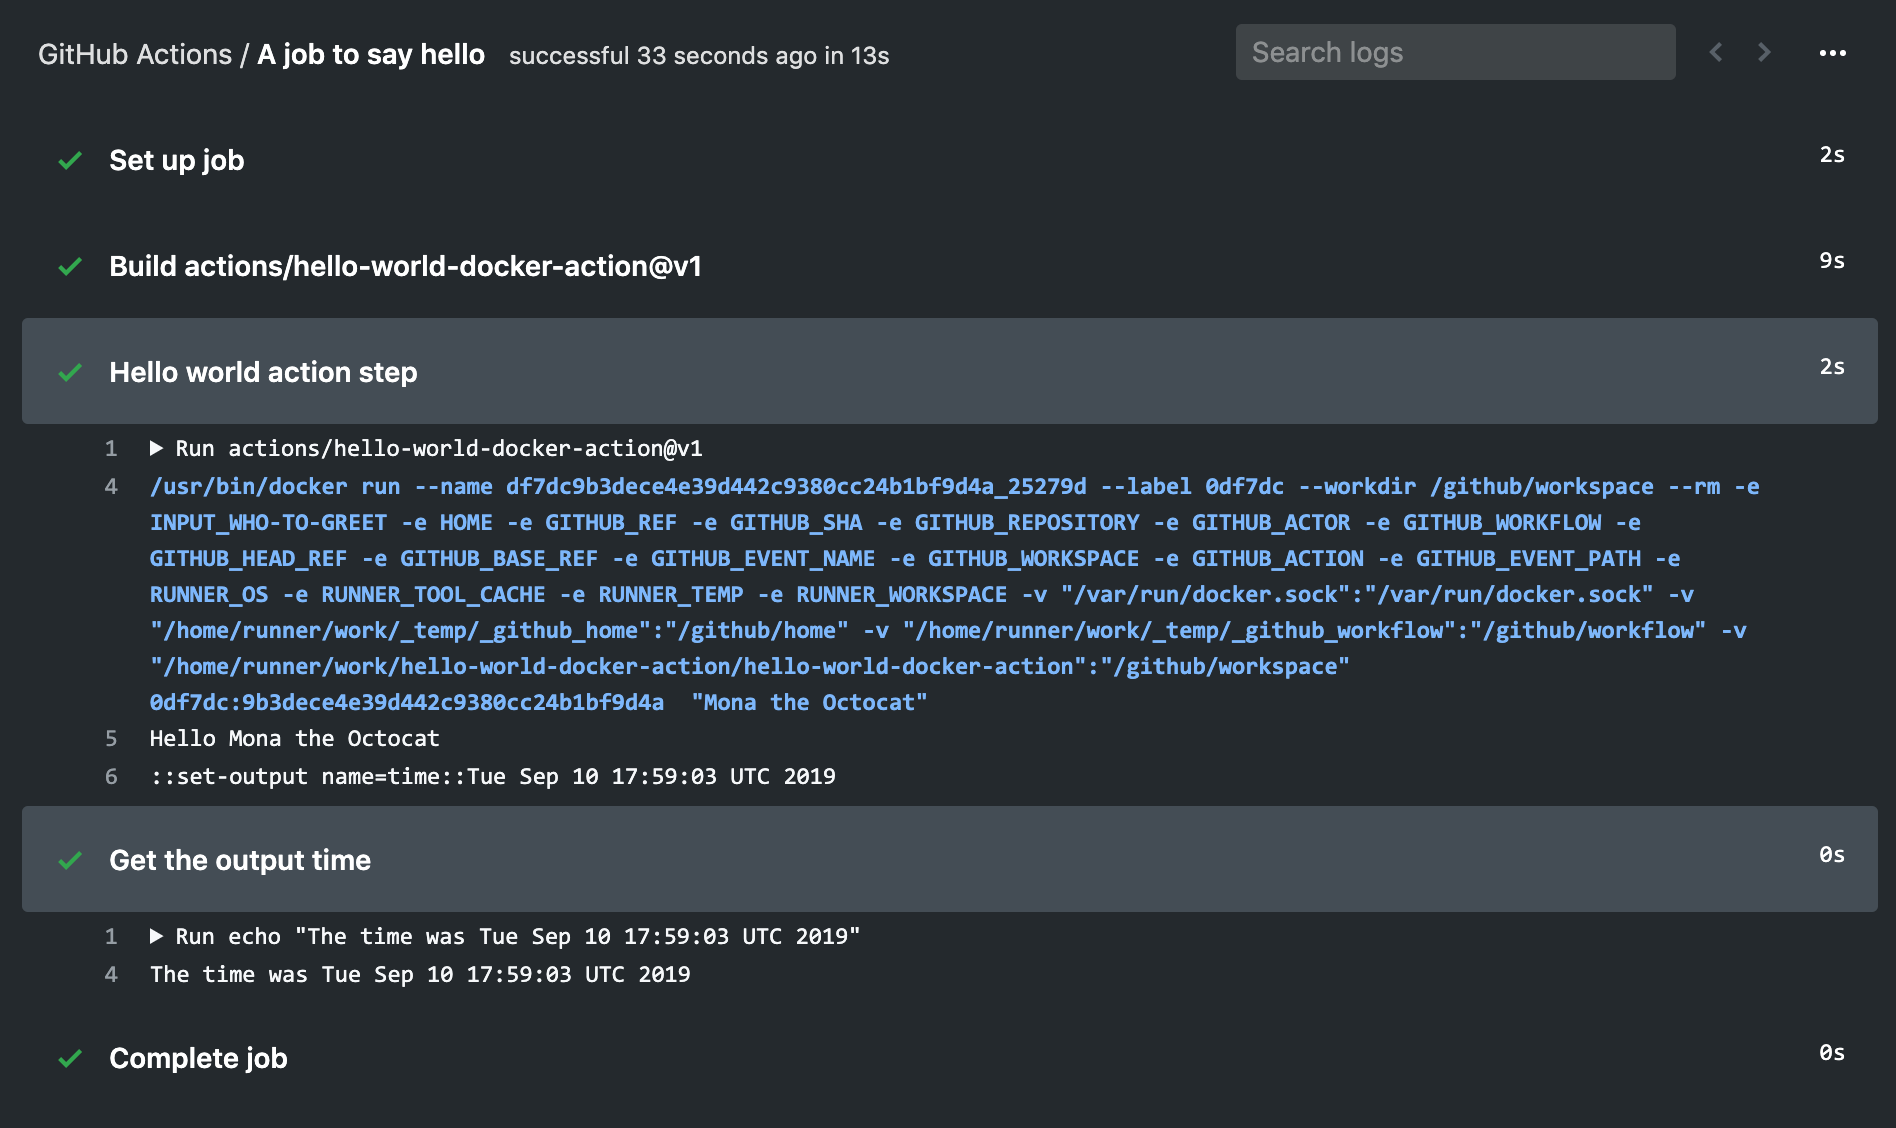 GitHub Actions / A job to say hello successful 33 seconds ago in 13s Search logs
Set up job 2s
Build actions/hello-world-docker-action@v1 9s
Hello world action step 2s
1 Run actions/hello-world-docker-action@v1
4 /usr/bin/docker run --name df7dc9b3dece4e39d442c9380cc24b1bf9d4a_25279d --label 0df7dc --workdir /github/workspace --rm -e
INPUT_WHO-TO-GREET -e HOME -e GITHUB_REF -e GITHUB_SHA -e GITHUB_REPOSITORY -e GITHUB_ACTOR -e GITHUB_WORKFLOW -e
GITHUB_HEAD_REF -e GITHUB_BASE_REF -e GITHUB_EVENT_NAME -e GITHUB_WORKSPACE -e GITHUB_ACTION -e GITHUB_EVENT_PATH -e
RUNNER_OS -e RUNNER_TOOL_CACHE -e RUNNER_TEMP -e RUNNER_WORKSPACE -v "/var/run/docker.sock":"/var/run/docker.sock" -v
"/home/runner/work/_temp/_github_home":"/github/home" -v "/home/runner/work/_temp/_github_workflow":"/github/workflow" -v
"/home/runner/work/hello-world-docker-action/hello-world-docker-action":"/github/workspace"
0df7dc:9b3dece4e39d442c9380cc24b1bf9d4a  "Mona the Octocat"
5 Hello Mona the Octocat
6 ::set-output name=time::Tue Sep 10 17:59:03 UTC 2019
Get the output time 0s
1 Run echo "The time was Tue Sep 10 17:59:03 UTC 2019"
4 The time was Tue Sep 10 17:59:03 UTC 2019
Complete job 0s